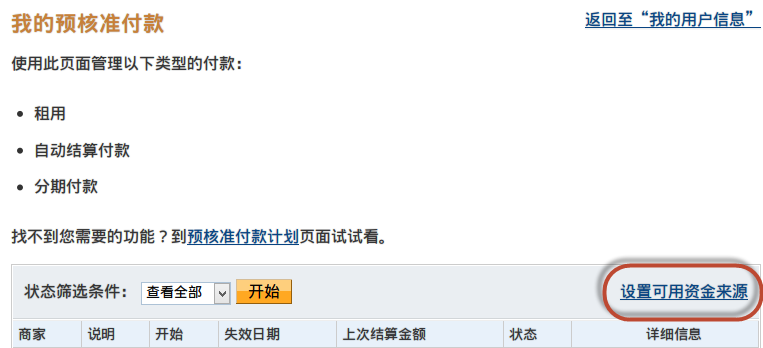 我的预核准付款 返回至“我的用户信息”
使用此页面管理以下类型的付款：
• 租用
• 自动结算付款
• 分期付款
找不到您需要的功能？到预核准付款计划页面试试看。
状态筛选条件： 查看全部 开始 设置可用资金来源
商家 说明 开始 失效日期 上次结算金额 状态 详细信息